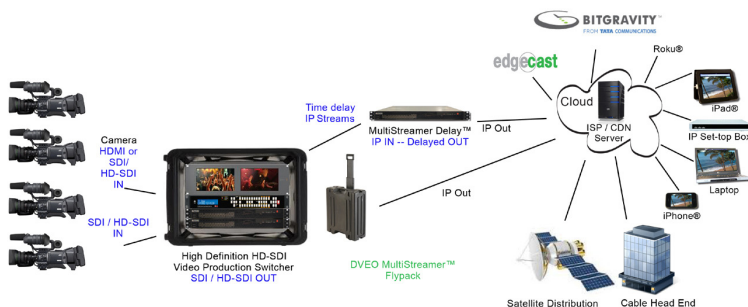 BITGRAVITY
FROM TATA COMMUNICATIONS
edgecast
Roku®
iPad®
Cloud
ISP / CDN
Server
IP Set-top Box
Laptop
iPhone®
Time delay
IP Streams
MultiStreamer Delay™
IP IN -- Delayed OUT
IP Out
IP Out
Camera
HDMI or
SDI/
HD-SDI
IN
SDI / HD-SDI
IN
High Definition HD-SDI
Video Production Switcher
SDI / HD-SDI OUT
DVEO MultiStreamer™
Flypack
Satellite Distribution
Cable Head End